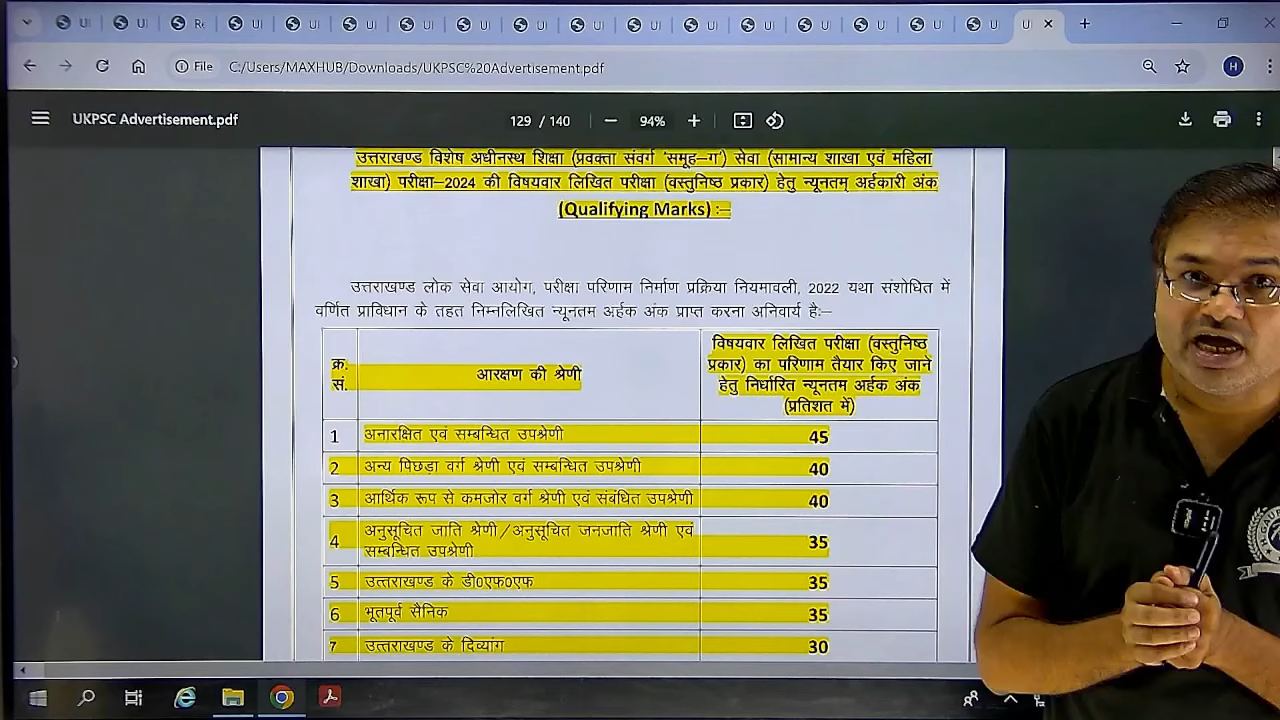 File C:/Users/MAXHUB/Downloads/UKPSC%20Advertisement.pdf
H
UKPSC Advertisement.pdf 129 / 140 94%
उत्तराखण्ड विशेष अधीनस्थ शिक्षा (प्रवक्ता संवर्ग 'समूह–ग') सेवा (सामान्य शाखा एवं महिला
शाखा) परीक्षा–2024 की विषयवार लिखित परीक्षा (वस्तुनिष्ठ प्रकार) हेतु न्यूनतम् अर्हकारी अंक
(Qualifying Marks) :–
उत्तराखण्ड लोक सेवा आयोग, परीक्षा परिणाम निर्माण प्रक्रिया नियमावली, 2022 यथा संशोधित में
वर्णित प्राविधान के तहत निम्नलिखित न्यूनतम अर्हक अंक प्राप्त करना अनिवार्य हैः–
क्र. सं. आरक्षण की श्रेणी
विषयवार लिखित परीक्षा (वस्तुनिष्ठ
प्रकार) का परिणाम तैयार किए जाने
हेतु निर्धारित न्यूनतम अर्हक अंक
(प्रतिशत में)
1 अनारक्षित एवं सम्बन्धित उपश्रेणी 45
2 अन्य पिछडा वर्ग श्रेणी एवं सम्बन्धित उपश्रेणी 40
3 आर्थिक रूप से कमजोर वर्ग श्रेणी एवं संबंधित उपश्रेणी 40
4 अनुसूचित जाति श्रेणी/अनुसूचित जनजाति श्रेणी एवं
सम्बन्धित उपश्रेणी 35
5 उत्तराखण्ड के डी0एफ0एफ 35
6 भूतपूर्व सैनिक 35
7 उत्तराखण्ड के दिव्यांग 30